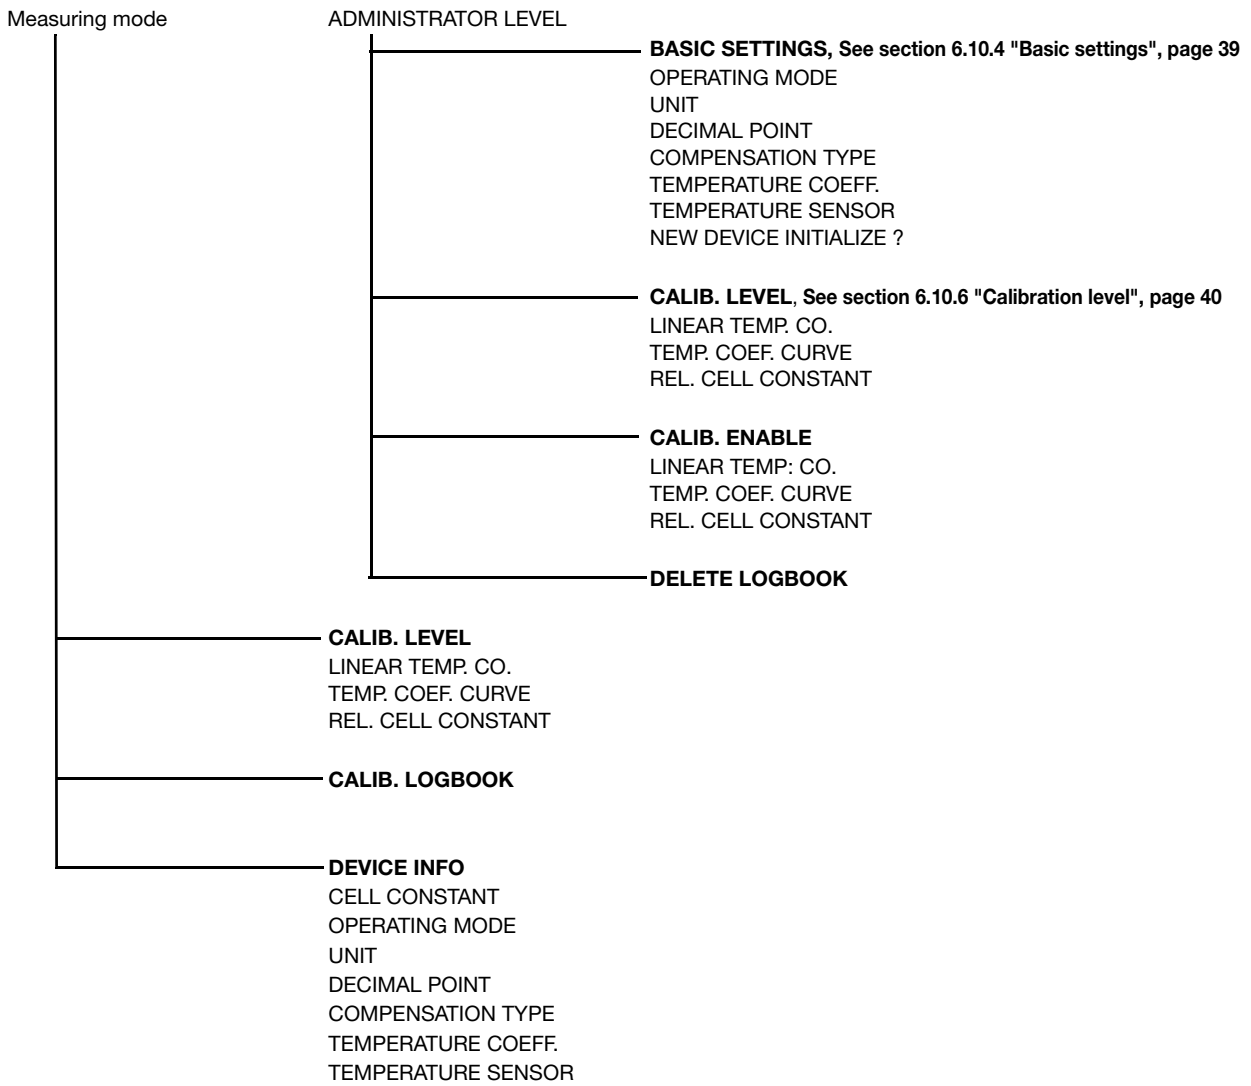 Measuring mode
ADMINISTRATOR LEVEL
BASIC SETTINGS, See section 6.10.4 "Basic settings", page 39
OPERATING MODE
UNIT
DECIMAL POINT
COMPENSATION TYPE
TEMPERATURE COEFF.
TEMPERATURE SENSOR
NEW DEVICE INITIALIZE ?
CALIB. LEVEL, See section 6.10.6 "Calibration level", page 40
LINEAR TEMP. CO.
TEMP. COEF. CURVE
REL. CELL CONSTANT
CALIB. ENABLE
LINEAR TEMP: CO.
TEMP. COEF. CURVE
REL. CELL CONSTANT
DELETE LOGBOOK
CALIB. LEVEL
LINEAR TEMP. CO.
TEMP. COEF. CURVE
REL. CELL CONSTANT
CALIB. LOGBOOK
DEVICE INFO
CELL CONSTANT
OPERATING MODE
UNIT
DECIMAL POINT
COMPENSATION TYPE
TEMPERATURE COEFF.
TEMPERATURE SENSOR